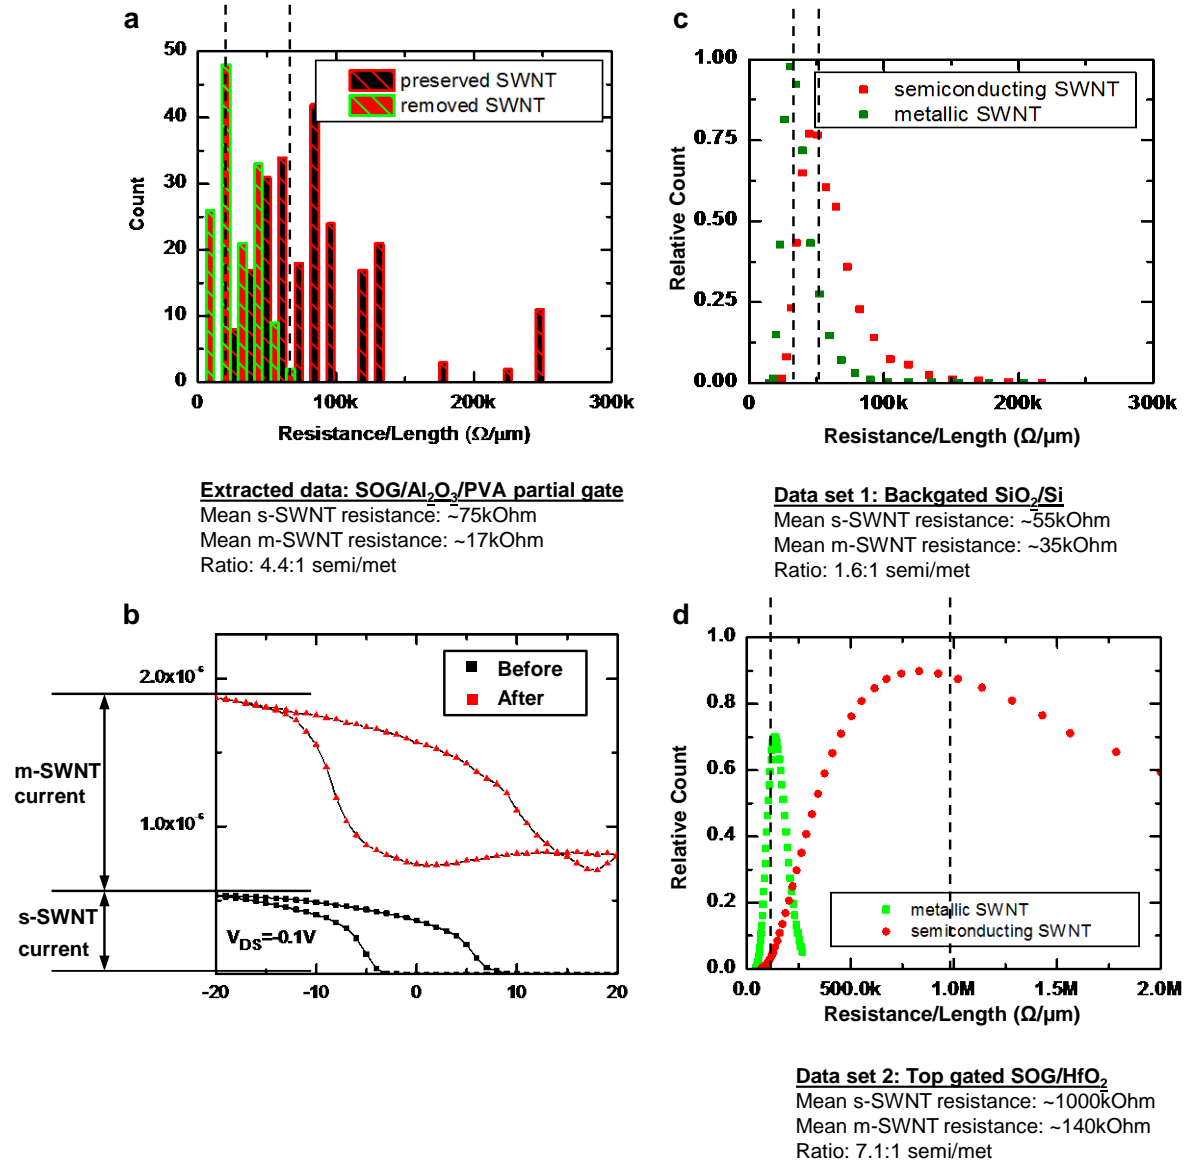 a
50
40
30
20
10
0
Count
preserved SWNT
removed SWNT
0
100k
200k
300k
Resistance/Length (Ω/µm)
Extracted data: SOG/Al2O3/PVA partial gate
Mean s-SWNT resistance: ~75kOhm
Mean m-SWNT resistance: ~17kOhm
Ratio: 4.4:1 semi/met
c
1.00
0.75
0.50
0.25
0.00
Relative Count
semiconducting SWNT
metallic SWNT
0
100k
200k
300k
Resistance/Length (Ω/µm)
Data set 1: Backgated SiO2/Si
Mean s-SWNT resistance: ~55kOhm
Mean m-SWNT resistance: ~35kOhm
Ratio: 1.6:1 semi/met
b
2.0x10-6
1.0x10-6
Before
After
m-SWNT
current
s-SWNT
current
VDS=-0.1V
-20
-10
0
10
20
d
1.0
0.8
0.6
0.4
0.2
0.0
Relative Count
metallic SWNT
semiconducting SWNT
0.0
500.0k
1.0M
1.5M
2.0M
Resistance/Length (Ω/µm)
Data set 2: Top gated SOG/HfO2
Mean s-SWNT resistance: ~1000kOhm
Mean m-SWNT resistance: ~140kOhm
Ratio: 7.1:1 semi/met